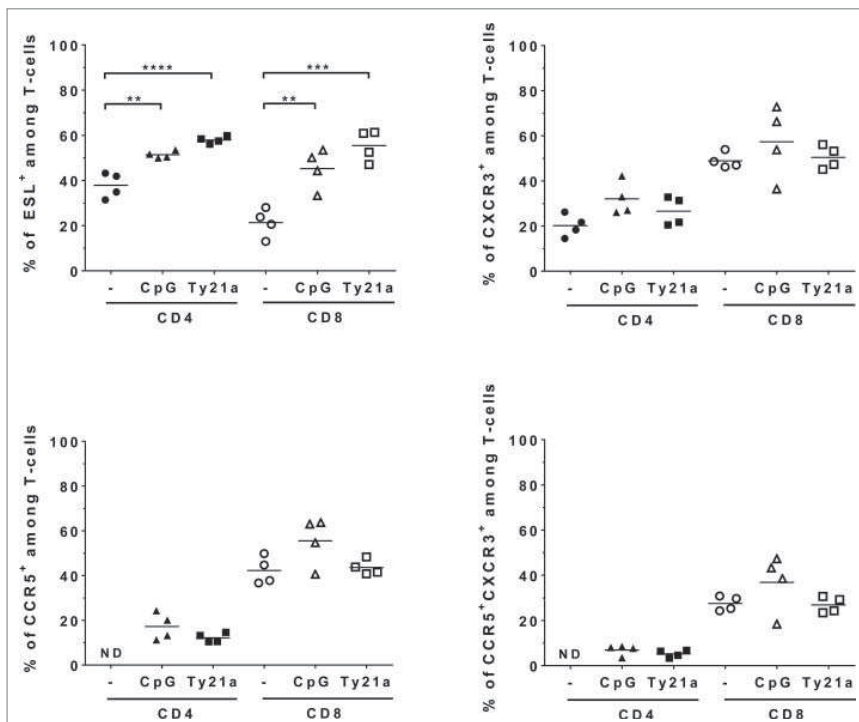 % of ESL+ among T-cells
100
80
60
40
20
0
****
**
***
**
- CpG Ty21a - CpG Ty21a
CD4 CD8
% of CXCR3+ among T-cells
100
80
60
40
20
0
- CpG Ty21a - CpG Ty21a
CD4 CD8
% of CCR5+ among T-cells
100
80
60
40
20
0
ND
- CpG Ty21a - CpG Ty21a
CD4 CD8
% of CCR5+CXCR3+ among T-cells
100
80
60
40
20
0
ND
- CpG Ty21a - CpG Ty21a
CD4 CD8